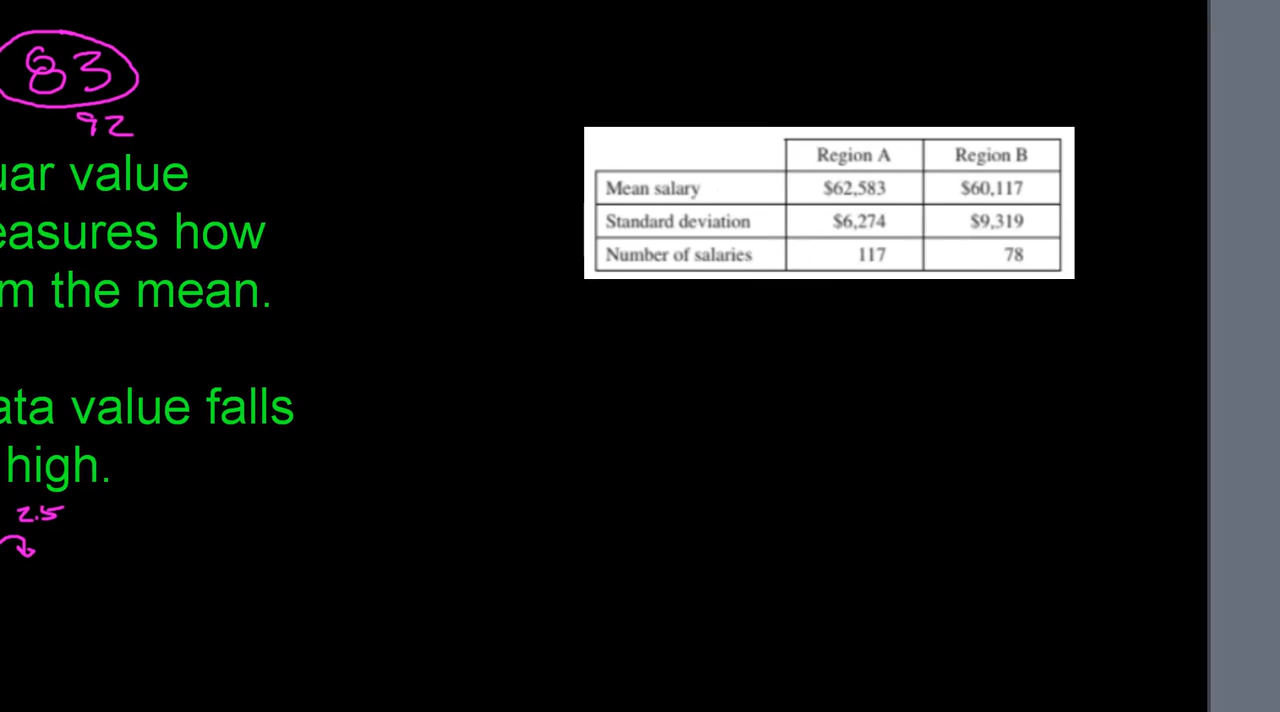 83
92
uar value
easures how
m the mean.
ata value falls
high.
2.5
Region A Region B
Mean salary $62,583 $60,117
Standard deviation $6,274 $9,319
Number of salaries 117 78